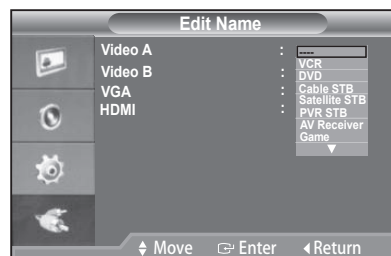 Edit Name
Video A : ----
Video B :
VGA :
HDMI :
VCR
DVD
Cable STB
Satellite STB
PVR STB
AV Receiver
Game
Move Enter Return